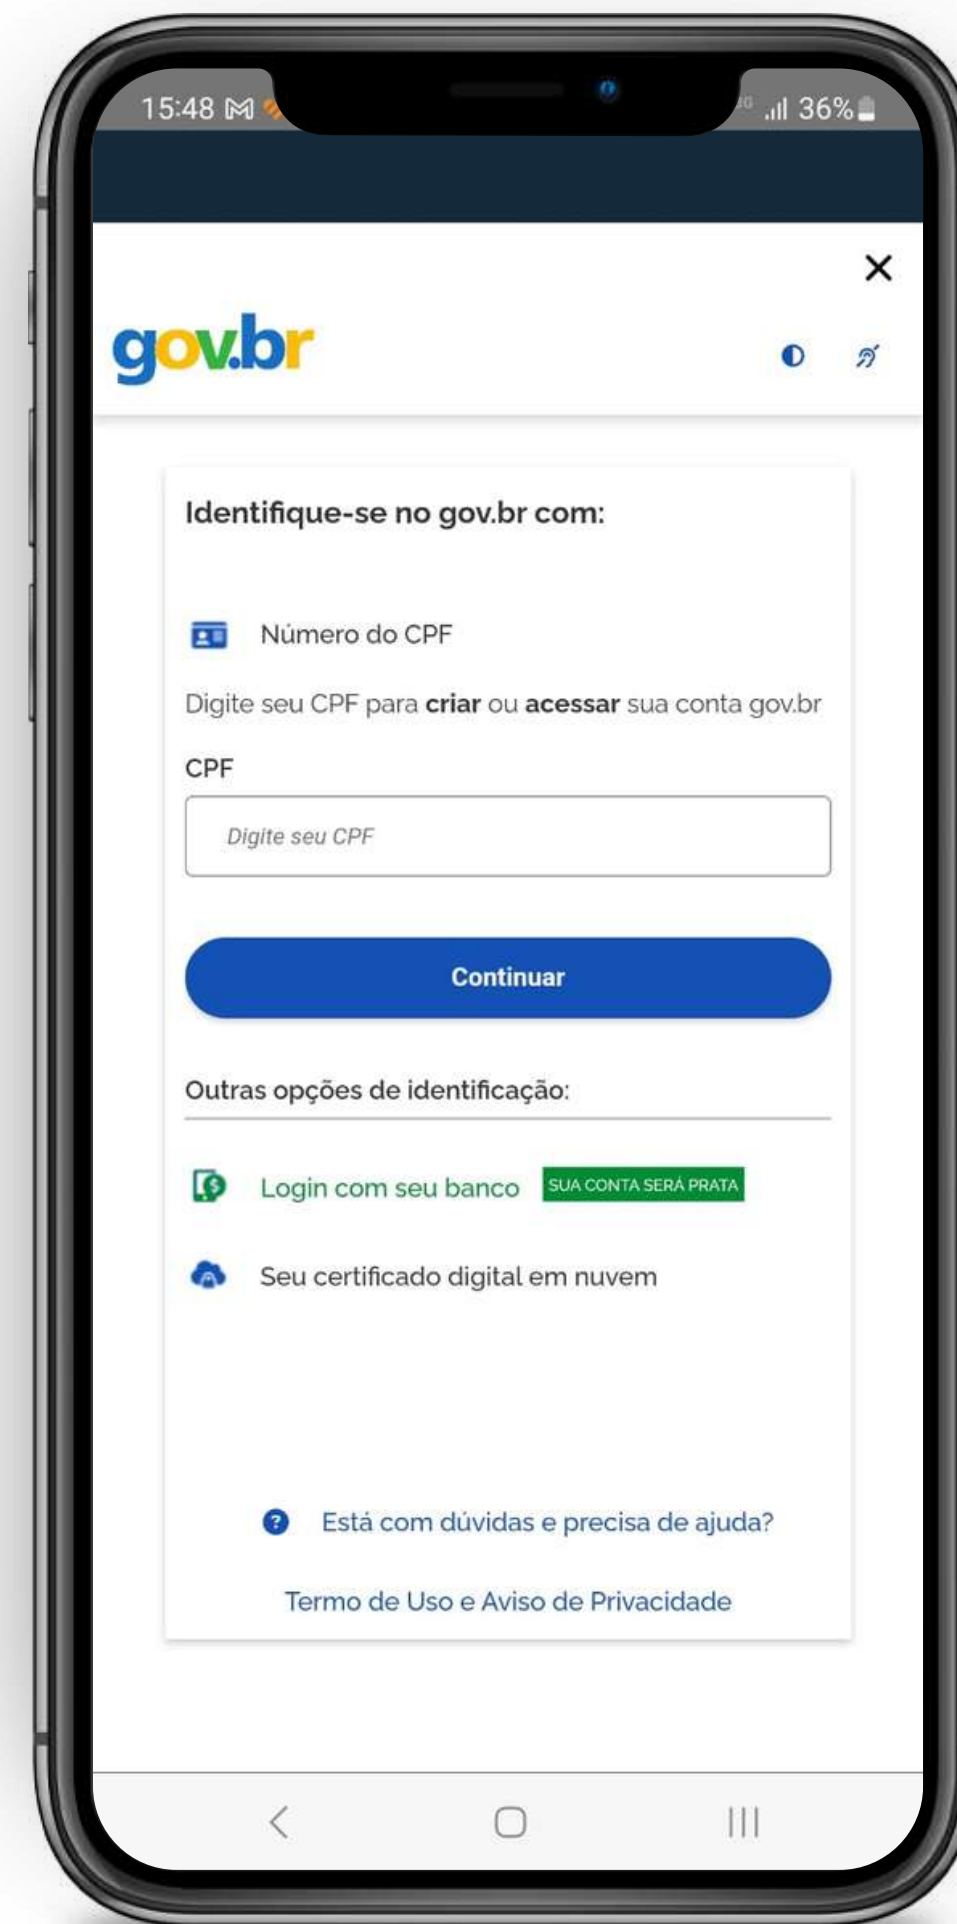 15:48
36%
gov.br
Identifique-se no gov.br com:
Número do CPF
Digite seu CPF para criar ou acessar sua conta gov.br
CPF
Digite seu CPF
Continuar
Outras opções de identificação:
Login com seu banco SUA CONTA SERÁ PRATA
Seu certificado digital em nuvem
Está com dúvidas e precisa de ajuda?
Termo de Uso e Aviso de Privacidade